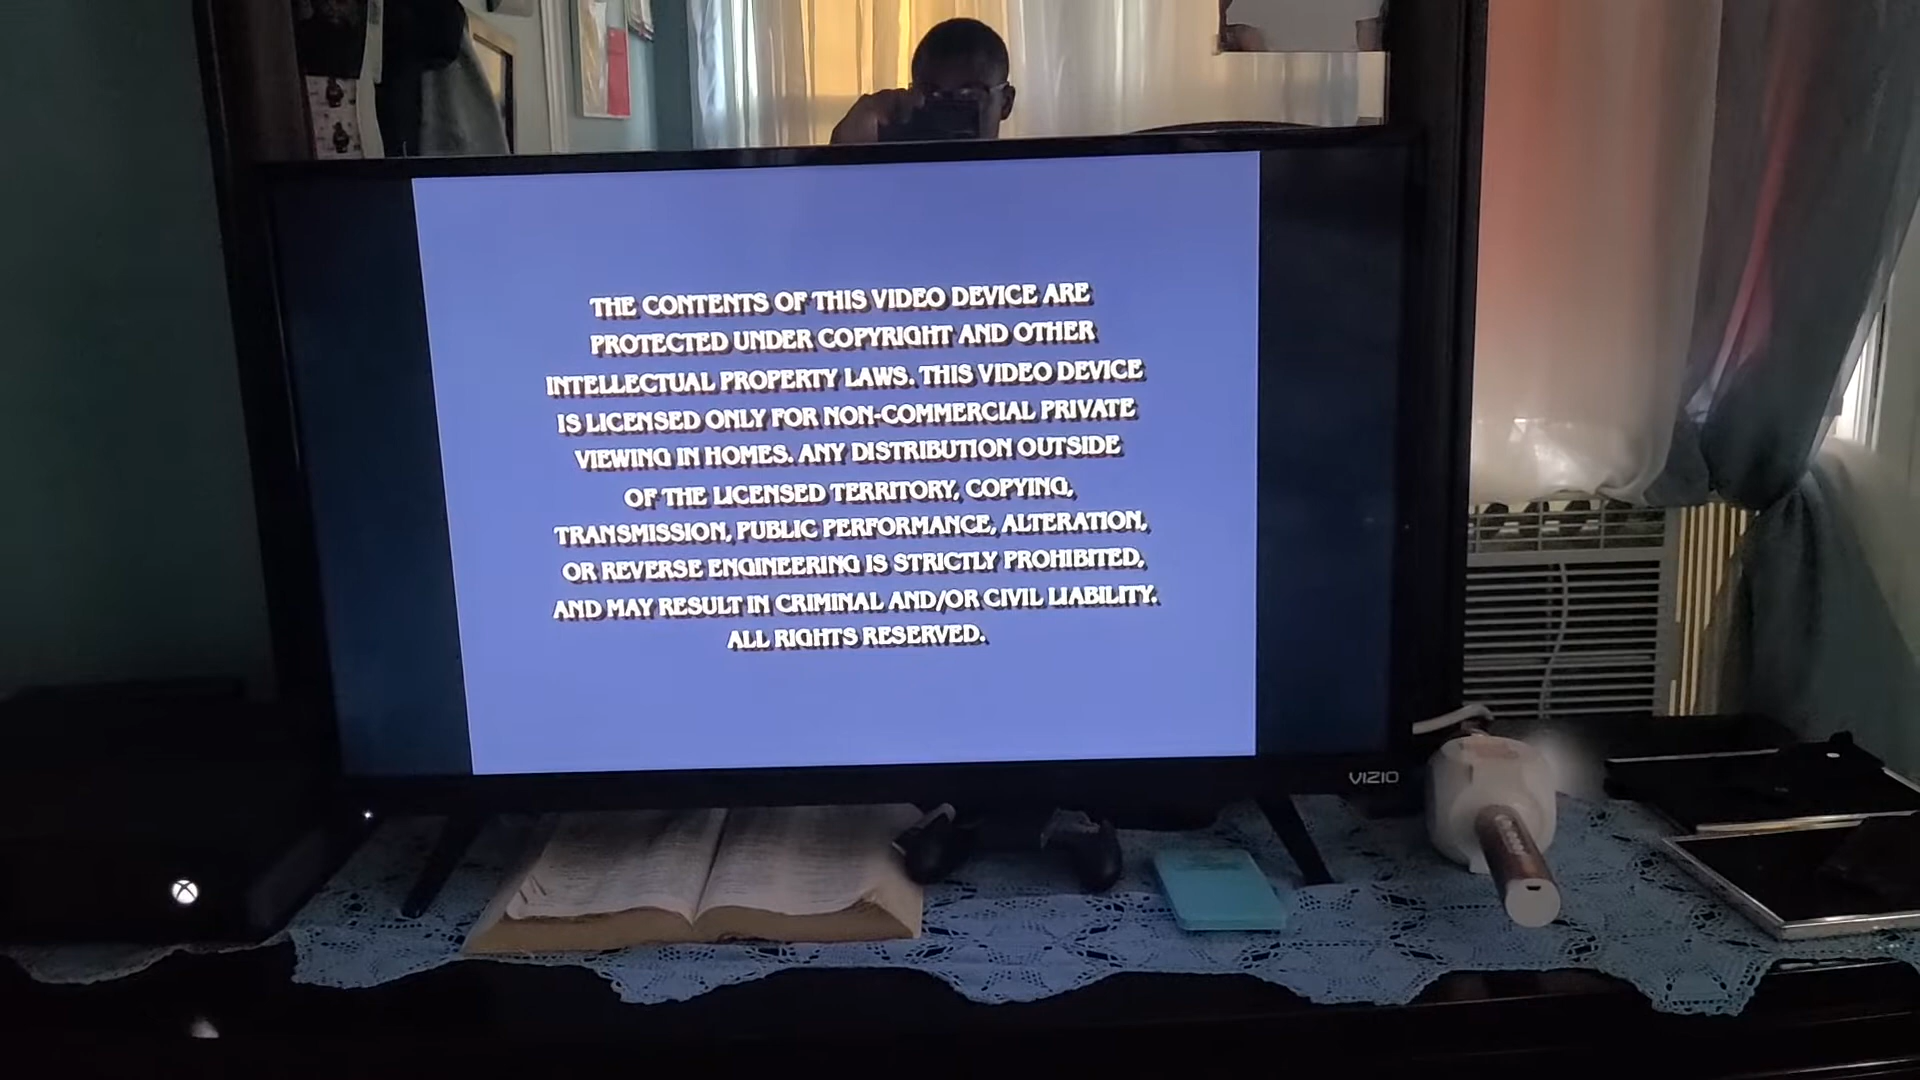 THE CONTENTS OF THIS VIDEO DEVICE ARE
PROTECTED UNDER COPYRIGHT AND OTHER
INTELLECTUAL PROPERTY LAWS. THIS VIDEO DEVICE
IS LICENSED ONLY FOR NON-COMMERCIAL PRIVATE
VIEWING IN HOMES. ANY DISTRIBUTION OUTSIDE
OF THE LICENSED TERRITORY, COPYING,
TRANSMISSION, PUBLIC PERFORMANCE, ALTERATION,
OR REVERSE ENGINEERING IS STRICTLY PROHIBITED,
AND MAY RESULT IN CRIMINAL AND/OR CIVIL LIABILITY.
ALL RIGHTS RESERVED.
VIZIO